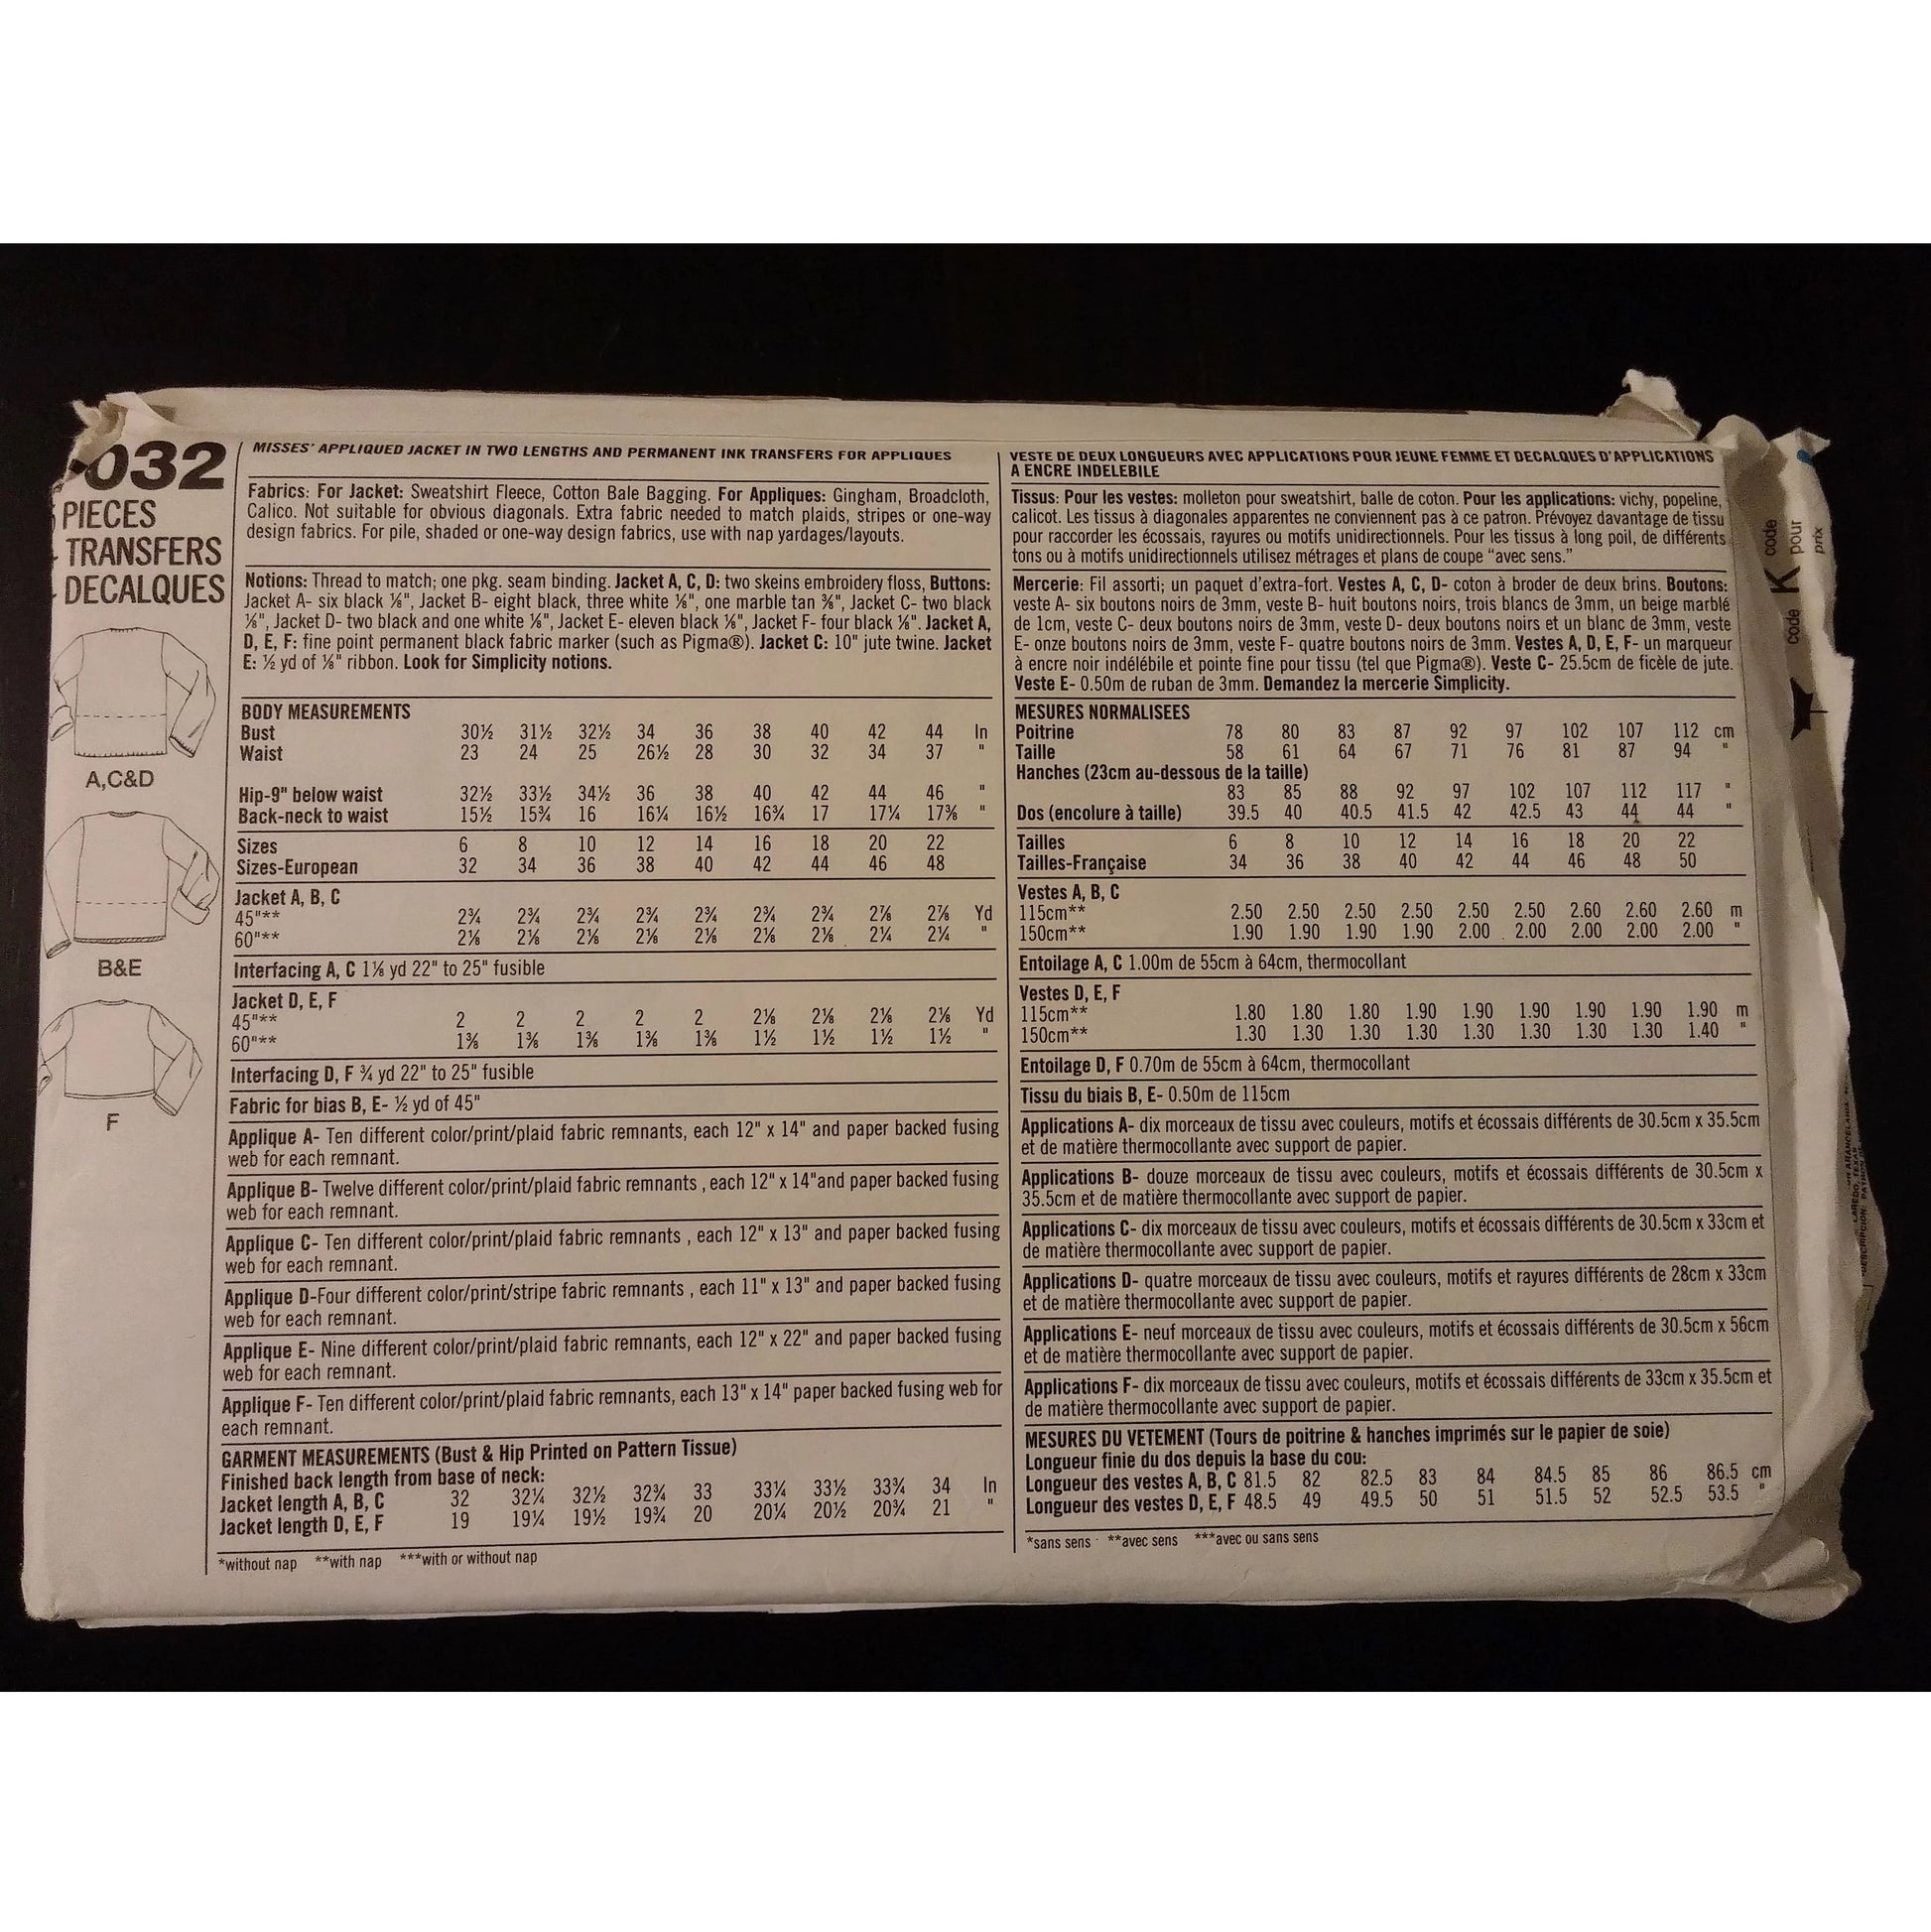 032
PIECES
TRANSFERS
DECALQUES
A,C&D
B&E
F
MISSES' APPLIQUED JACKET IN TWO LENGTHS AND PERMANENT INK TRANSFERS FOR APPLIQUES
Fabrics: For Jacket: Sweatshirt Fleece, Cotton Bale Bagging. For Appliques: Gingham, Broadcloth,
Calico. Not suitable for obvious diagonals. Extra fabric needed to match plaids, stripes or one-way
design fabrics. For pile, shaded or one-way design fabrics, use with nap yardages/layouts.
Notions: Thread to match; one pkg. seam binding. Jacket A, C, D: two skeins embroidery floss, Buttons:
Jacket A- six black ⅛", Jacket B- eight black, three white ⅛", one marble tan ⅜", Jacket C- two black
⅛", Jacket D- two black and one white ⅛", Jacket E- eleven black ⅛", Jacket F- four black ⅛". Jacket A,
D, E, F: fine point permanent black fabric marker (such as Pigma®). Jacket C: 10" jute twine. Jacket
E: ½ yd of ⅛" ribbon. Look for Simplicity notions.
BODY MEASUREMENTS
Bust 30½ 31½ 32½ 34 36 38 40 42 44 In
Waist 23 24 25 26½ 28 30 32 34 37 "
Hip-9" below waist 32½ 33½ 34½ 36 38 40 42 44 46 "
Back-neck to waist 15½ 15¾ 16 16¼ 16½ 16¾ 17 17¼ 17⅜ "
Sizes 6 8 10 12 14 16 18 20 22
Sizes-European 32 34 36 38 40 42 44 46 48
Jacket A, B, C
45"** 2¾ 2¾ 2¾ 2¾ 2¾ 2¾ 2¾ 2⅞ 2⅞ Yd
60"** 2⅛ 2⅛ 2⅛ 2⅛ 2⅛ 2⅛ 2⅛ 2¼ 2¼ "
Interfacing A, C 1⅛ yd 22" to 25" fusible
Jacket D, E, F
45"** 2 2 2 2 2 2⅛ 2⅛ 2⅛ 2⅛ Yd
60"** 1⅜ 1⅜ 1⅜ 1⅜ 1⅜ 1½ 1½ 1½ 1½ "
Interfacing D, F ¾ yd 22" to 25" fusible
Fabric for bias B, E- ½ yd of 45"
Applique A- Ten different color/print/plaid fabric remnants, each 12" x 14" and paper backed fusing
web for each remnant.
Applique B- Twelve different color/print/plaid fabric remnants , each 12" x 14"and paper backed fusing
web for each remnant.
Applique C- Ten different color/print/plaid fabric remnants , each 12" x 13" and paper backed fusing
web for each remnant.
Applique D-Four different color/print/stripe fabric remnants , each 11" x 13" and paper backed fusing
web for each remnant.
Applique E- Nine different color/print/plaid fabric remnants, each 12" x 22" and paper backed fusing
web for each remnant.
Applique F- Ten different color/print/plaid fabric remnants, each 13" x 14" paper backed fusing web for
each remnant.
GARMENT MEASUREMENTS (Bust & Hip Printed on Pattern Tissue)
Finished back length from base of neck:
Jacket length A, B, C 32 32¼ 32½ 32¾ 33 33¼ 33½ 33¾ 34 In
Jacket length D, E, F 19 19¼ 19½ 19¾ 20 20¼ 20½ 20¾ 21 "
*without nap **with nap ***with or without nap
VESTE DE DEUX LONGUEURS AVEC APPLICATIONS POUR JEUNE FEMME ET DECALQUES D'APPLICATIONS
A ENCRE INDELEBILE
Tissus: Pour les vestes: molleton pour sweatshirt, balle de coton. Pour les applications: vichy, popeline,
calicot. Les tissus à diagonales apparentes ne conviennent pas à ce patron. Prévoyez davantage de tissu
pour raccorder les écossais, rayures ou motifs unidirectionnels. Pour les tissus à long poil, de différents
tons ou à motifs unidirectionnels utilisez métrages et plans de coupe “avec sens.”
Mercerie: Fil assorti; un paquet d'extra-fort. Vestes A, C, D- coton à broder de deux brins. Boutons:
veste A- six boutons noirs de 3mm, veste B- huit boutons noirs, trois blancs de 3mm, un beige marblé
de 1cm, veste C- deux boutons noirs de 3mm, veste D- deux boutons noirs et un blanc de 3mm, veste
E- onze boutons noirs de 3mm, veste F- quatre boutons noirs de 3mm. Vestes A, D, E, F- un marqueur
à encre noir indélébile et pointe fine pour tissu (tel que Pigma®). Veste C- 25.5cm de ficèle de jute.
Veste E- 0.50m de ruban de 3mm. Demandez la mercerie Simplicity.
MESURES NORMALISEES
Poitrine 78 80 83 87 92 97 102 107 112 cm
Taille 58 61 64 67 71 76 81 87 94 "
Hanches (23cm au-dessous de la taille)
83 85 88 92 97 102 107 112 117 "
Dos (encolure à taille) 39.5 40 40.5 41.5 42 42.5 43 44 44 "
Tailles 6 8 10 12 14 16 18 20 22
Tailles-Française 34 36 38 40 42 44 46 48 50
Vestes A, B, C
115cm** 2.50 2.50 2.50 2.50 2.50 2.50 2.60 2.60 2.60 m
150cm** 1.90 1.90 1.90 1.90 2.00 2.00 2.00 2.00 2.00 "
Entoilage A, C 1.00m de 55cm à 64cm, thermocollant
Vestes D, E, F
115cm** 1.80 1.80 1.80 1.90 1.90 1.90 1.90 1.90 1.90 m
150cm** 1.30 1.30 1.30 1.30 1.30 1.30 1.30 1.30 1.40 "
Entoilage D, F 0.70m de 55cm à 64cm, thermocollant
Tissu du biais B, E- 0.50m de 115cm
Applications A- dix morceaux de tissu avec couleurs, motifs et écossais différents de 30.5cm x 35.5cm
et de matière thermocollante avec support de papier.
Applications B- douze morceaux de tissu avec couleurs, motifs et écossais différents de 30.5cm x
35.5cm et de matière thermocollante avec support de papier.
Applications C- dix morceaux de tissu avec couleurs, motifs et écossais différents de 30.5cm x 33cm et
de matière thermocollante avec support de papier.
Applications D- quatre morceaux de tissu avec couleurs, motifs et rayures différents de 28cm x 33cm
et de matière thermocollante avec support de papier.
Applications E- neuf morceaux de tissu avec couleurs, motifs et écossais différents de 30.5cm x 56cm
et de matière thermocollante avec support de papier.
Applications F- dix morceaux de tissu avec couleurs, motifs et écossais différents de 33cm x 35.5cm et
de matière thermocollante avec support de papier.
MESURES DU VETEMENT (Tours de poitrine & hanches imprimés sur le papier de soie)
Longueur finie du dos depuis la base du cou:
Longueur des vestes A, B, C 81.5 82 82.5 83 84 84.5 85 86 86.5 cm
Longueur des vestes D, E, F 48.5 49 49.5 50 51 51.5 52 52.5 53.5 "
*sans sens **avec sens ***avec ou sans sens
code K code
pour
prix